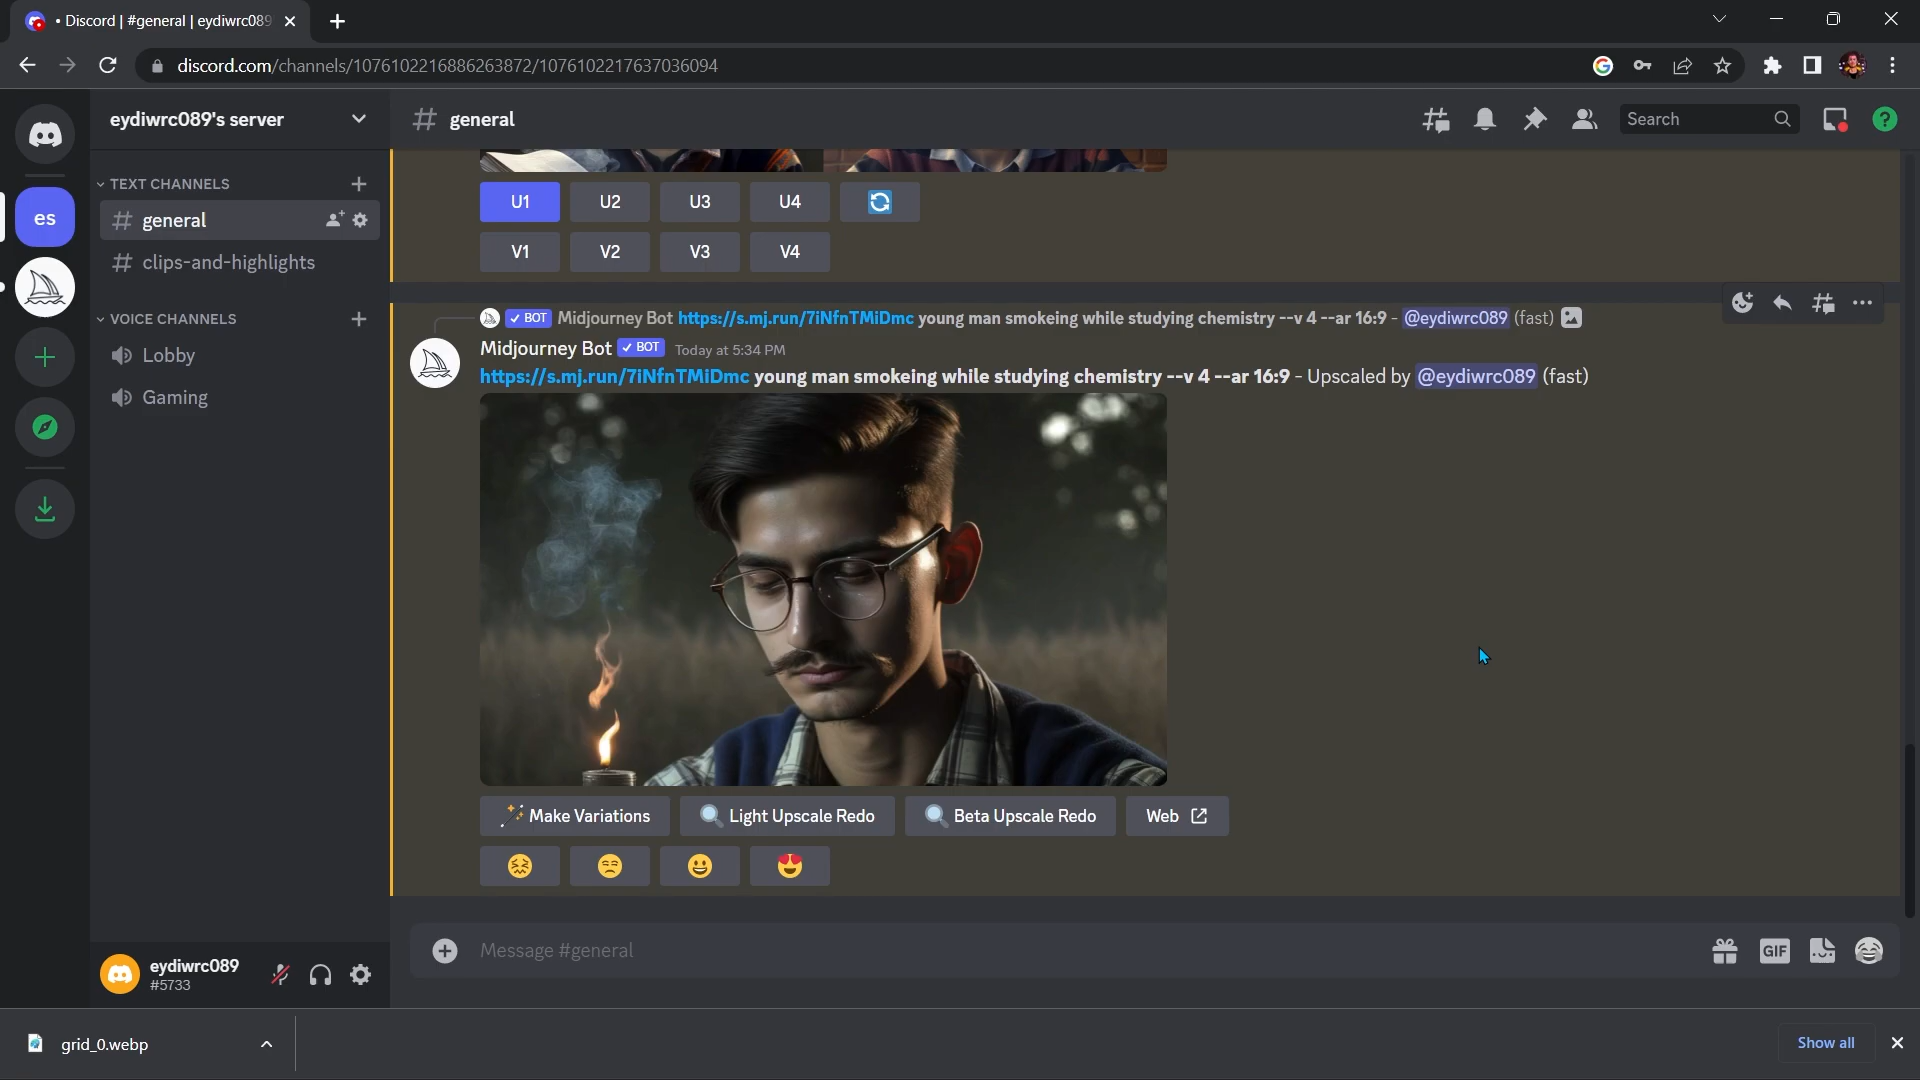 • Discord | #general | eydiwrc089
discord.com/channels/1076102216886263872/1076102217637036094
eydiwrc089's server
general
Search
TEXT CHANNELS
es
general
clips-and-highlights
VOICE CHANNELS
Lobby
Gaming
U1 U2 U3 U4
V1 V2 V3 V4
BOT Midjourney Bot https://s.mj.run/7iNfnTMiDmc young man smokeing while studying chemistry --v 4 --ar 16:9 - @eydiwrc089 (fast)
Midjourney Bot BOT Today at 5:34 PM
https://s.mj.run/7iNfnTMiDmc young man smokeing while studying chemistry --v 4 --ar 16:9 - Upscaled by @eydiwrc089 (fast)
Make Variations Light Upscale Redo Beta Upscale Redo Web
Message #general
GIF
eydiwrc089
#5733
grid_0.webp
Show all